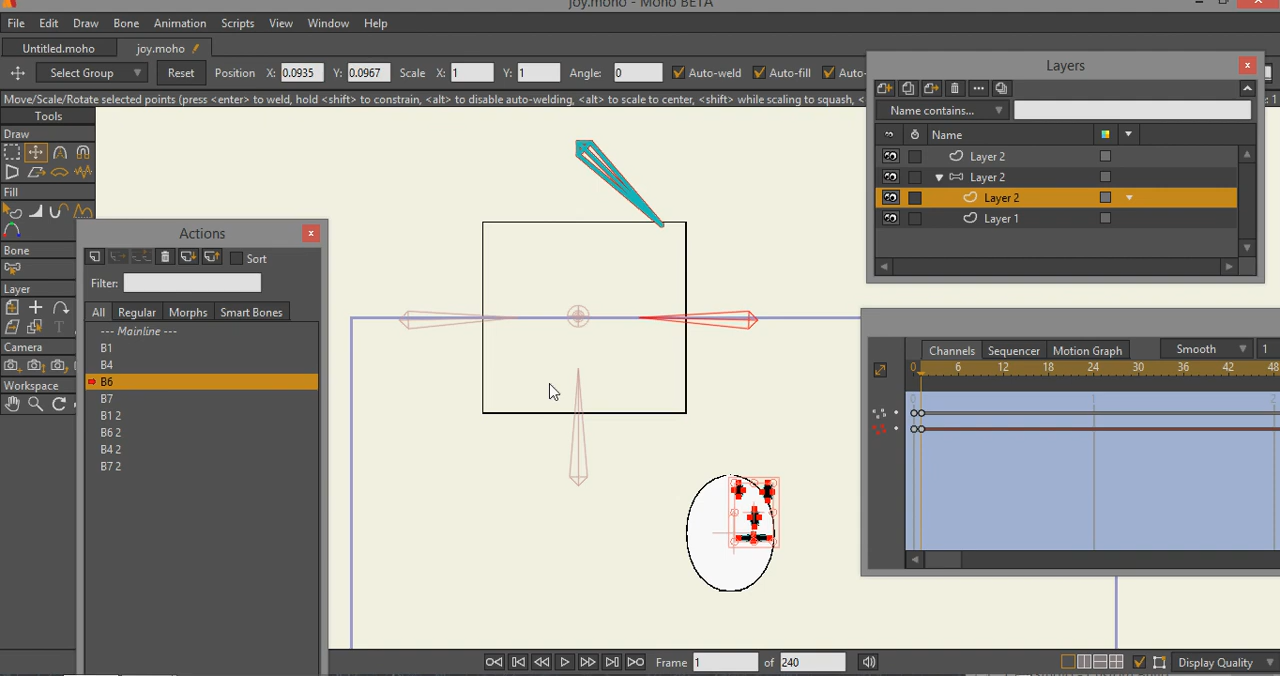 joy.moho - Moho BETA
File Edit Draw Bone Animation Scripts View Window Help
Untitled.moho joy.moho
Select Group Reset Position X: 0.0935 Y: 0.0967 Scale X: 1 Y: 1 Angle: 0 Auto-weld Auto-fill Auto-
Move/Scale/Rotate selected points (press <enter> to weld, hold <shift> to constrain, <alt> to disable auto-welding, <alt> to scale to center, <shift> while scaling to squash, <
Tools
Draw
Fill
Bone
Layer
Camera
Workspace
Actions
Sort
Filter:
All Regular Morphs Smart Bones
--- Mainline ---
B1
B4
B6
B7
B1 2
B6 2
B4 2
B7 2
Layers
Name contains...
Name
Layer 2
Layer 2
Layer 2
Layer 1
Channels Sequencer Motion Graph Smooth 1
0 6 12 18 24 30 36 42 48
0 1 2
Frame 1 of 240 Display Quality